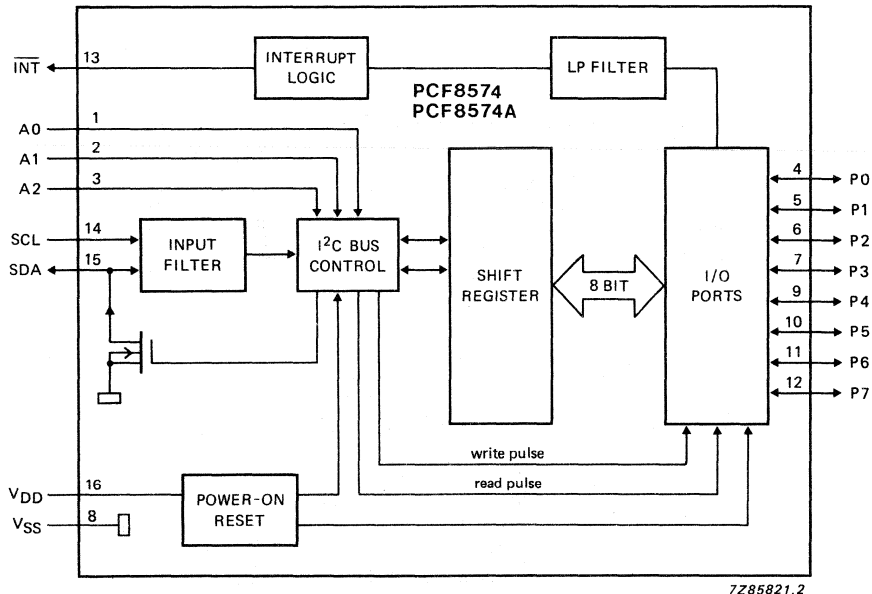 INT 13 INTERRUPT LOGIC LP FILTER
PCF8574
PCF8574A
A0 1
A1 2
A2 3
SCL 14
SDA 15
INPUT FILTER
I²C BUS CONTROL
SHIFT REGISTER
8 BIT
I/O PORTS
4 P0
5 P1
6 P2
7 P3
9 P4
10 P5
11 P6
12 P7
write pulse
read pulse
VDD 16
VSS 8
POWER-ON RESET
7Z85821.2